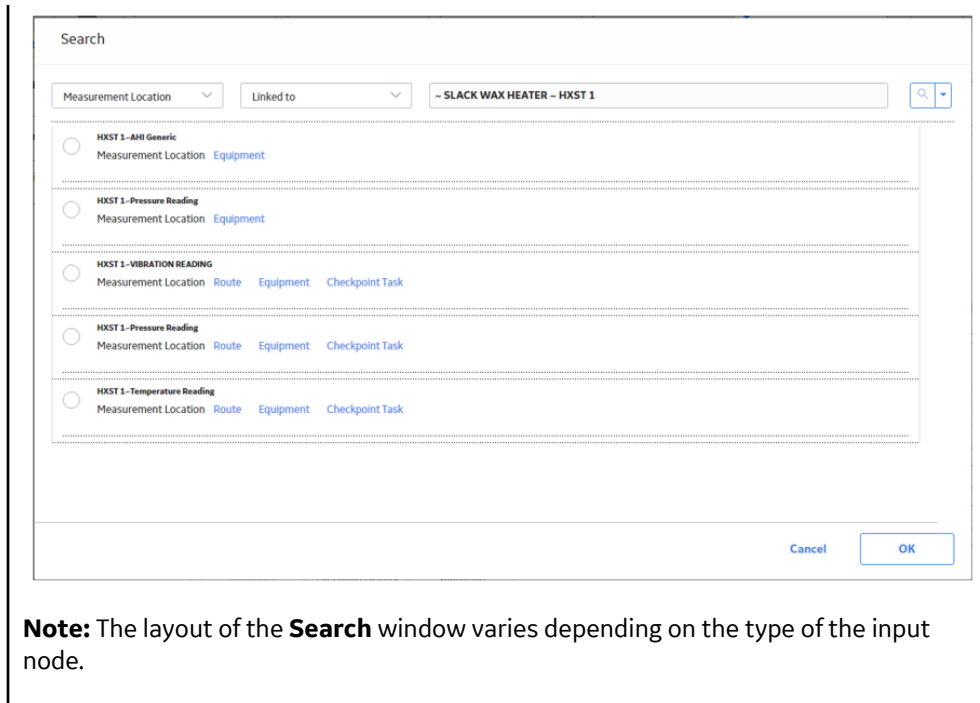 Search
Measurement Location Linked to ~ SLACK WAX HEATER ~ HXST 1
HXST 1~AHI Generic
Measurement Location Equipment
HXST 1~Pressure Reading
Measurement Location Equipment
HXST 1~VIBRATION READING
Measurement Location Route Equipment Checkpoint Task
HXST 1~Pressure Reading
Measurement Location Route Equipment Checkpoint Task
HXST 1~Temperature Reading
Measurement Location Route Equipment Checkpoint Task
Cancel OK
Note: The layout of the Search window varies depending on the type of the input
node.